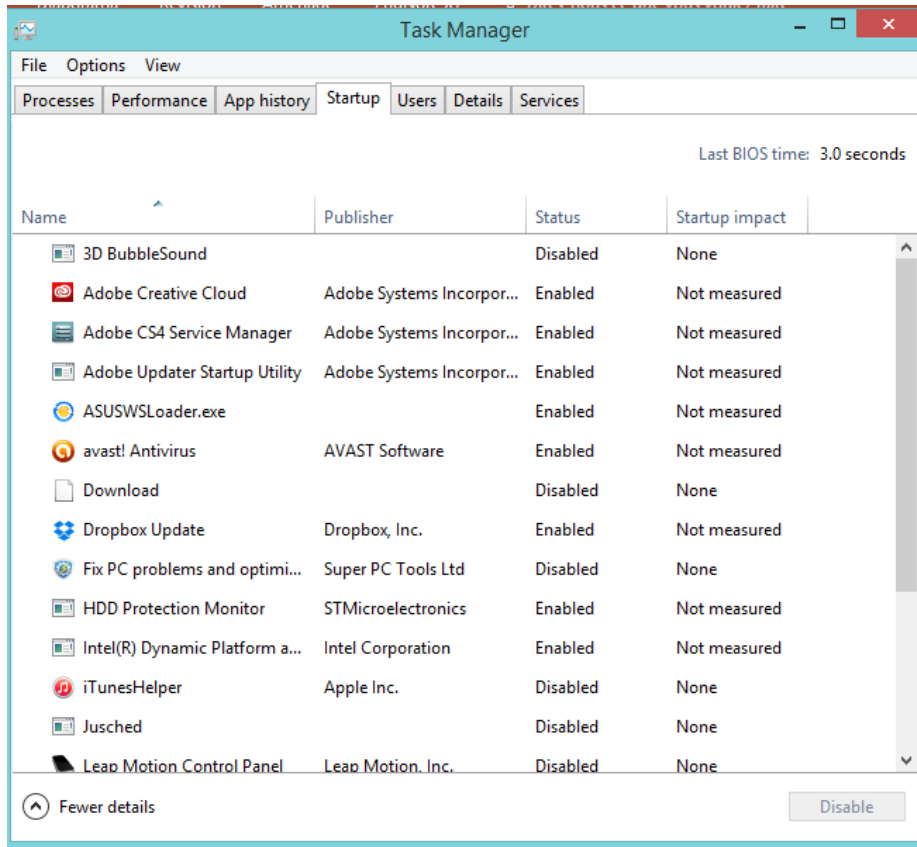 Task Manager
File Options View
Processes Performance App history Startup Users Details Services
Last BIOS time: 3.0 seconds
Name Publisher Status Startup impact
3D BubbleSound Disabled None
Adobe Creative Cloud Adobe Systems Incorpor... Enabled Not measured
Adobe CS4 Service Manager Adobe Systems Incorpor... Enabled Not measured
Adobe Updater Startup Utility Adobe Systems Incorpor... Enabled Not measured
ASUSWSLoader.exe Enabled Not measured
avast! Antivirus AVAST Software Enabled Not measured
Download Disabled None
Dropbox Update Dropbox, Inc. Enabled Not measured
Fix PC problems and optimi... Super PC Tools Ltd Disabled None
HDD Protection Monitor STMicroelectronics Enabled Not measured
Intel(R) Dynamic Platform a... Intel Corporation Enabled Not measured
iTunesHelper Apple Inc. Disabled None
Jusched Disabled None
Leap Motion Control Panel Leap Motion, Inc. Disabled None
Fewer details Disable